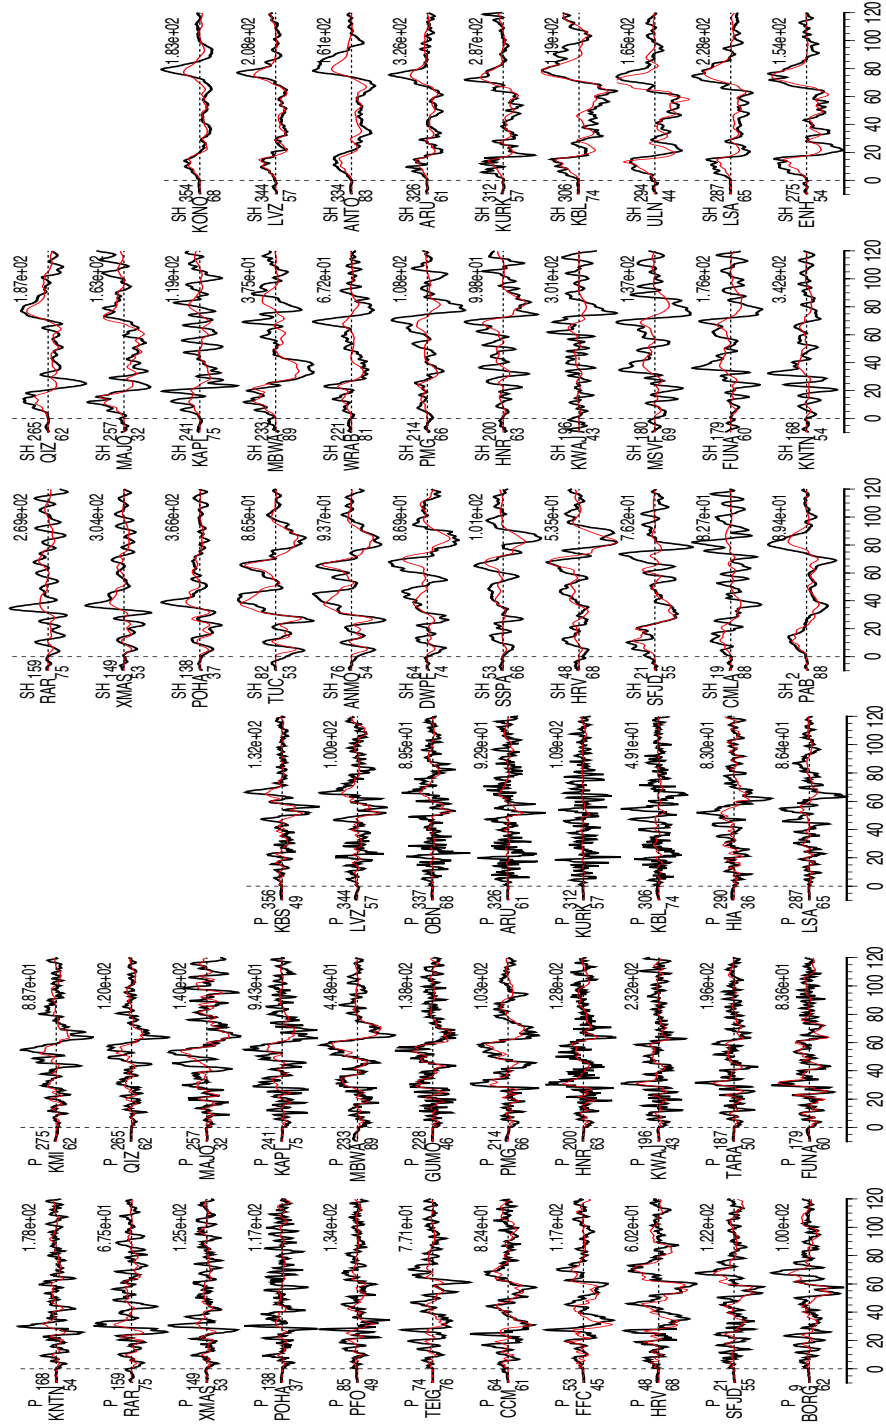 P 168 1.78e+02
KNTN 54
P 159 6.75e+01
RAR 75
P 149 1.25e+02
XMAS 53
P 138 1.17e+02
POHA 37
P 85 1.34e+02
PFO 49
P 74 7.71e+01
TEIG 76
P 64 8.24e+01
CCM 61
P 53 1.17e+02
FFC 45
P 48 6.02e+01
HRV 68
P 21 1.22e+02
SFJD 55
P 9 1.00e+02
BORG 62
0 20 40 60 80 100 120
P 275 8.87e+01
KMI 62
P 265 1.20e+02
QIZ 62
P 257 1.40e+02
MAJO 32
P 241 9.43e+01
KAPI 75
P 233 4.48e+01
MBWA 89
P 228 1.38e+02
GUMO 46
P 214 1.03e+02
PMG 66
P 200 1.28e+02
HNR 63
P 196 2.32e+02
KWAJ 43
P 187 1.96e+02
TARA 50
P 179 8.36e+01
FUNA 60
0 20 40 60 80 100 120
P 356 1.32e+02
KBS 49
P 344 1.00e+02
LVZ 57
P 337 8.95e+01
OBN 68
P 326 9.29e+01
ARU 61
P 312 1.09e+02
KURK 57
P 306 4.91e+01
KBL 74
P 290 8.30e+01
HIA 36
P 287 8.64e+01
LSA 65
0 20 40 60 80 100 120
SH 159 2.69e+02
RAR 75
SH 149 3.04e+02
XMAS 53
SH 138 3.66e+02
POHA 37
SH 82 8.65e+01
TUC 53
SH 76 9.37e+01
ANMO 54
SH 64 8.69e+01
DWPF 74
SH 53 1.01e+02
SSPA 66
SH 48 5.35e+01
HRV 68
SH 21 7.62e+01
SFJD 55
SH 19 8.27e+01
CMLA 88
SH 2 8.94e+01
PAB 88
0 20 40 60 80 100 120
SH 265 1.87e+02
QIZ 62
SH 257 1.63e+02
MAJO 32
SH 241 1.19e+02
KAPI 75
SH 233 3.75e+01
MBWA 89
SH 221 6.72e+01
WRAB 81
SH 214 1.08e+02
PMG 66
SH 200 9.98e+01
HNR 63
SH 196 3.01e+02
KWAJ 43
SH 180 1.37e+02
MSVF 69
SH 179 1.76e+02
FUNA 60
SH 168 3.42e+02
KNTN 54
0 20 40 60 80 100 120
SH 354 1.83e+02
KONO 68
SH 344 2.08e+02
LVZ 57
SH 334 1.61e+02
ANTO 83
SH 326 3.26e+02
ARU 61
SH 312 2.87e+02
KURK 57
SH 306 1.19e+02
KBL 74
SH 294 1.65e+02
ULN 44
SH 287 2.28e+02
LSA 65
SH 275 1.54e+02
ENH 54
0 20 40 60 80 100 120